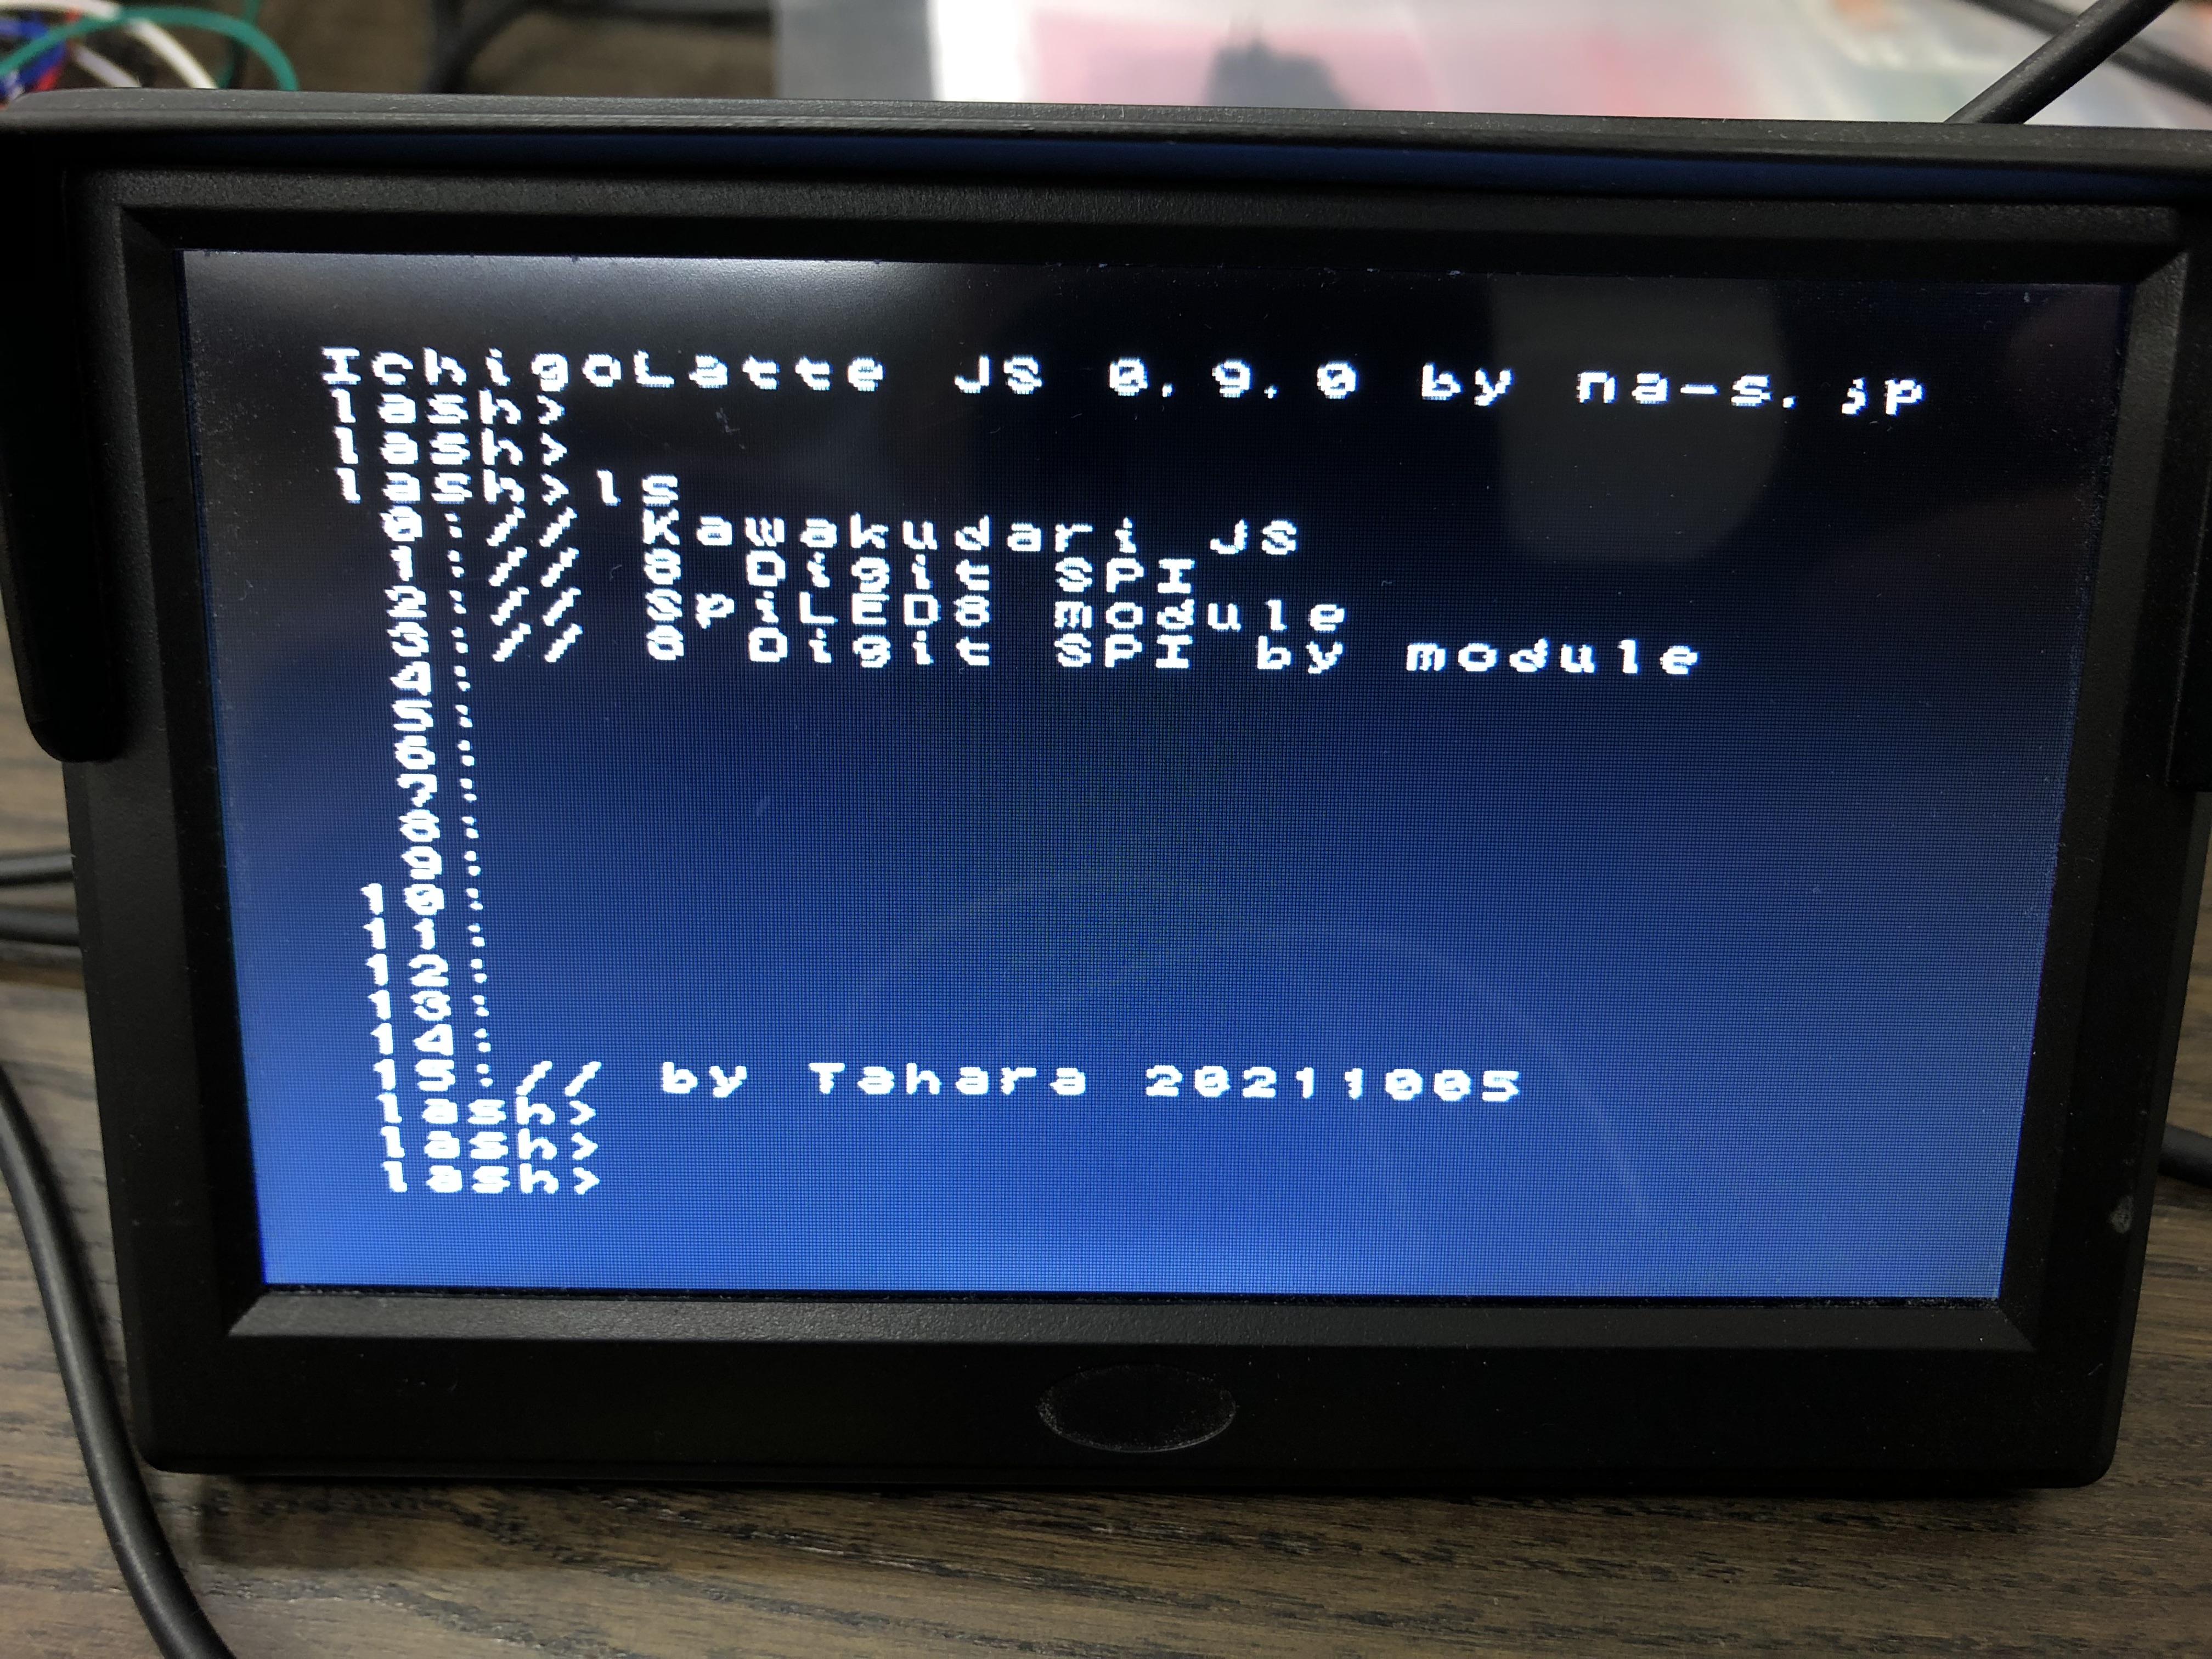 IchigoLatte JS 0.9.0 by na-s.jp
lash>
lash>
lash>ls
 0:// Kawakudari JS
 1:// 8 Digit SPI
 2:// SpiLED8 module
 3:// 8 Digit SPI by module
 4:
 5:
 6:
 7:
 8:
 9:
10:
11:
12:
13:
14:
15:// by Tahara 20211005
lash>
lash>
lash>